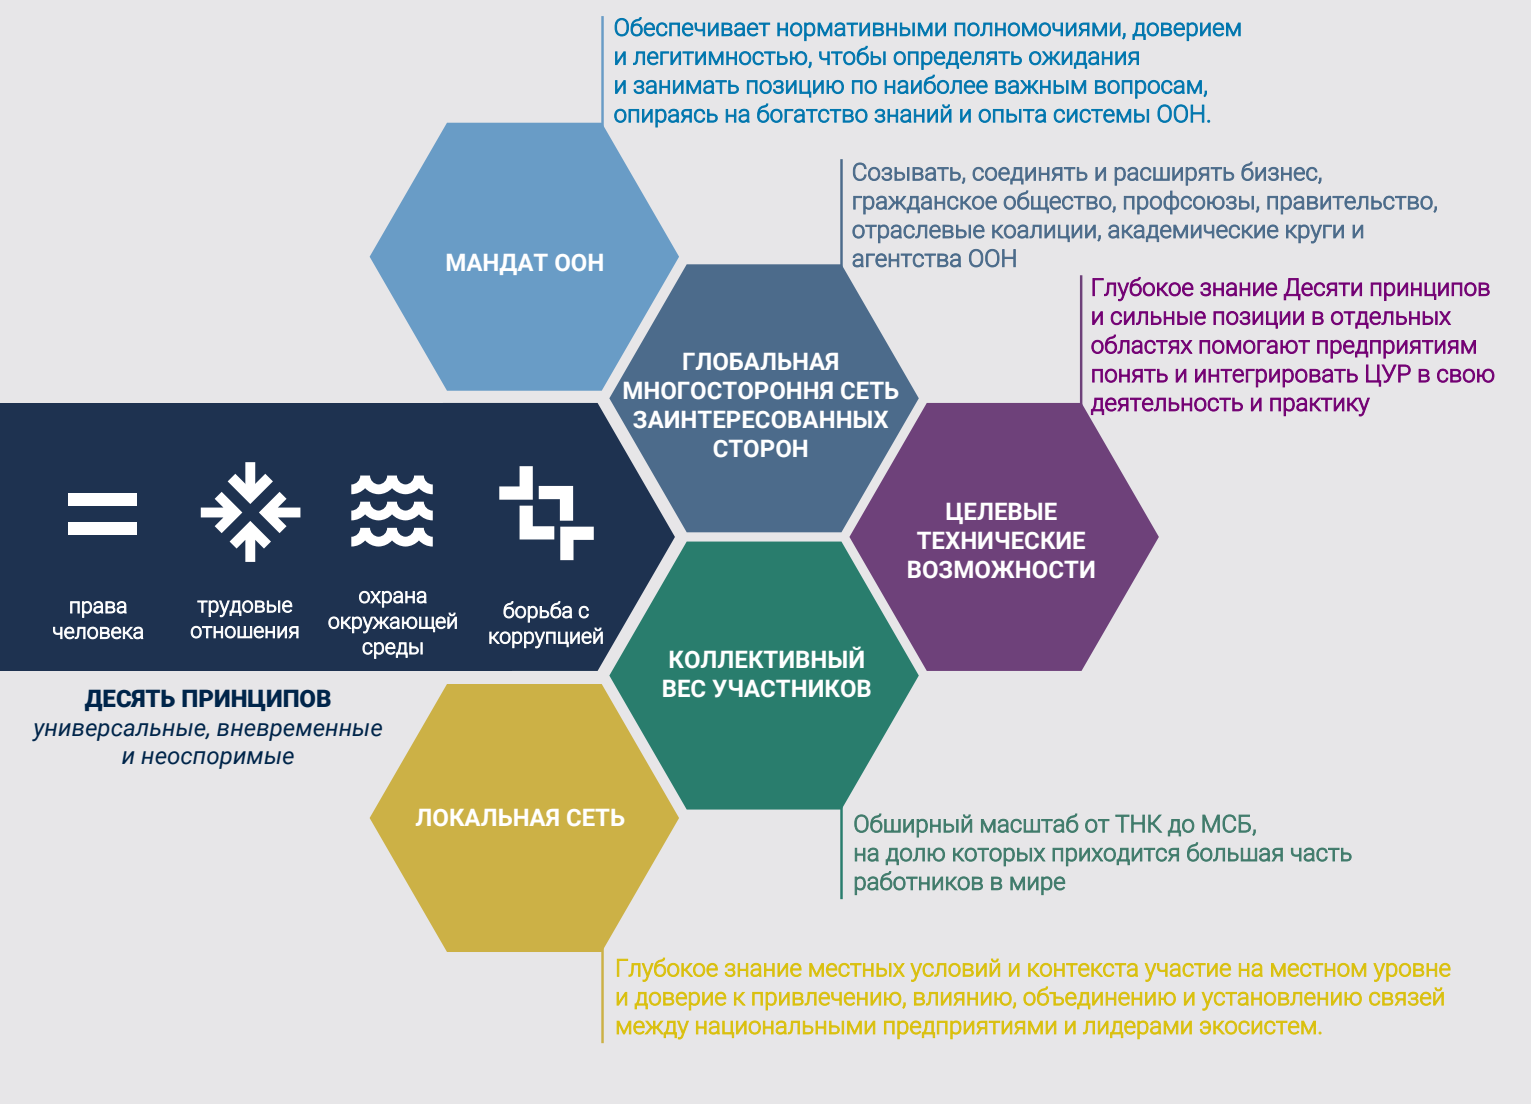 Обеспечивает нормативными полномочиями, доверием
и легитимностью, чтобы определять ожидания
и занимать позицию по наиболее важным вопросам,
опираясь на богатство знаний и опыта системы ООН.
МАНДАТ ООН
Созывать, соединять и расширять бизнес,
гражданское общество, профсоюзы, правительство,
отраслевые коалиции, академические круги и
агентства ООН
ГЛОБАЛЬНАЯ
МНОГОСТОРОННЯ СЕТЬ
ЗАИНТЕРЕСОВАННЫХ
СТОРОН
Глубокое знание Десяти принципов
и сильные позиции в отдельных
областях помогают предприятиям
понять и интегрировать ЦУР в свою
деятельность и практику
ЦЕЛЕВЫЕ
ТЕХНИЧЕСКИЕ
ВОЗМОЖНОСТИ
права
человека
трудовые
отношения
охрана
окружающей
среды
борьба с
коррупцией
ДЕСЯТЬ ПРИНЦИПОВ
универсальные, вневременные
и неоспоримые
КОЛЛЕКТИВНЫЙ
ВЕС УЧАСТНИКОВ
Обширный масштаб от ТНК до МСБ,
на долю которых приходится большая часть
работников в мире
ЛОКАЛЬНАЯ СЕТЬ
Глубокое знание местных условий и контекста участие на местном уровне
и доверие к привлечению, влиянию, объединению и установлению связей
между национальными предприятиями и лидерами экосистем.